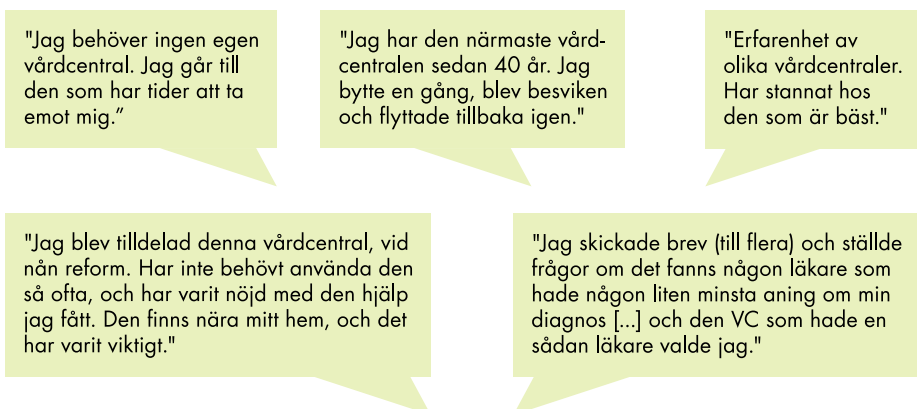 "Jag behöver ingen egen
vårdcentral. Jag går till
den som har tider att ta
emot mig.”
"Jag har den närmaste vård-
centralen sedan 40 år. Jag
bytte en gång, blev besviken
och flyttade tillbaka igen."
"Erfarenhet av
olika vårdcentraler.
Har stannat hos
den som är bäst."
"Jag blev tilldelad denna vårdcentral, vid
nån reform. Har inte behövt använda den
så ofta, och har varit nöjd med den hjälp
jag fått. Den finns nära mitt hem, och det
har varit viktigt."
"Jag skickade brev (till flera) och ställde
frågor om det fanns någon läkare som
hade någon liten minsta aning om min
diagnos [...] och den VC som hade en
sådan läkare valde jag."